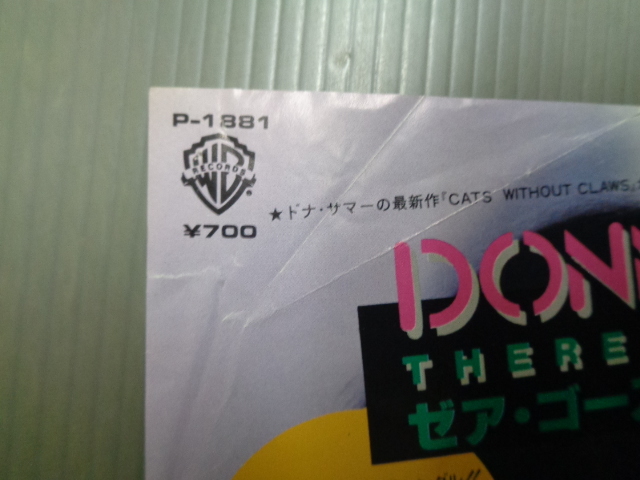 P-1881
WB
RECORDS
®
¥700
★ドナ・サマーの最新作『CATS WITHOUT CLAWS』
DON
THERE
ゼア・ゴー